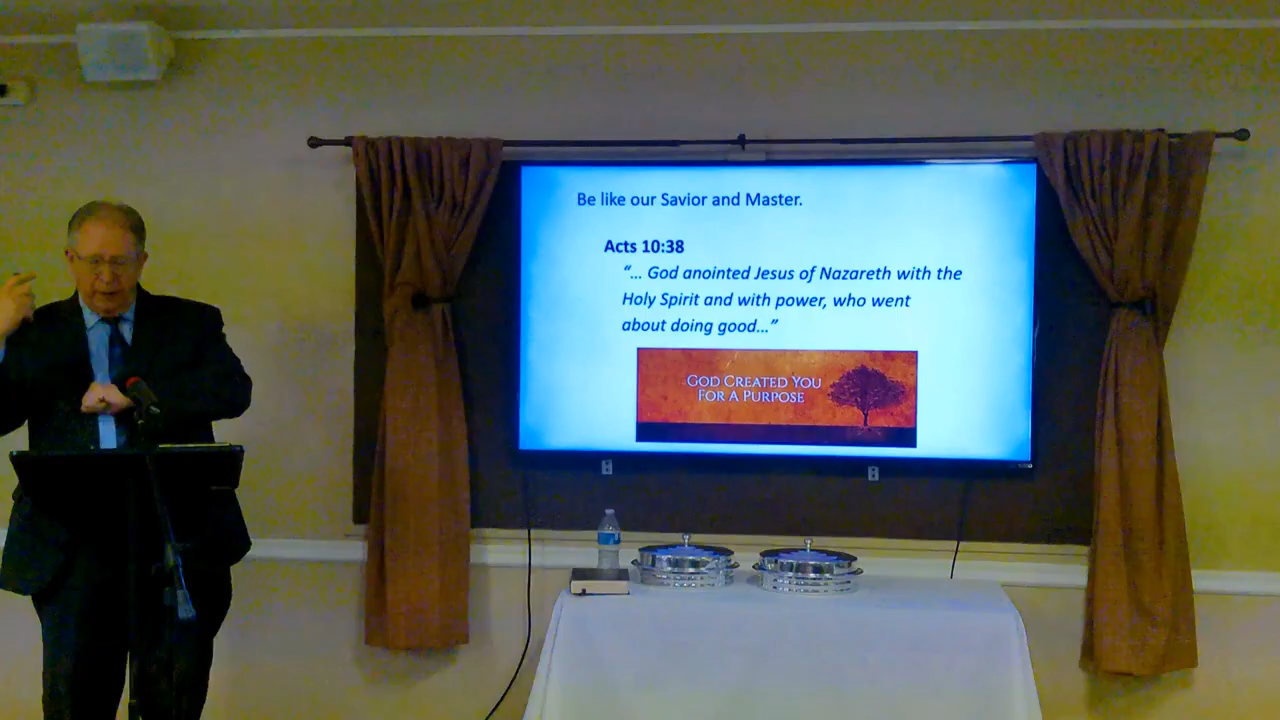 Be like our Savior and Master.
Acts 10:38
“... God anointed Jesus of Nazareth with the
Holy Spirit and with power, who went
about doing good...”
God Created You
For a Purpose